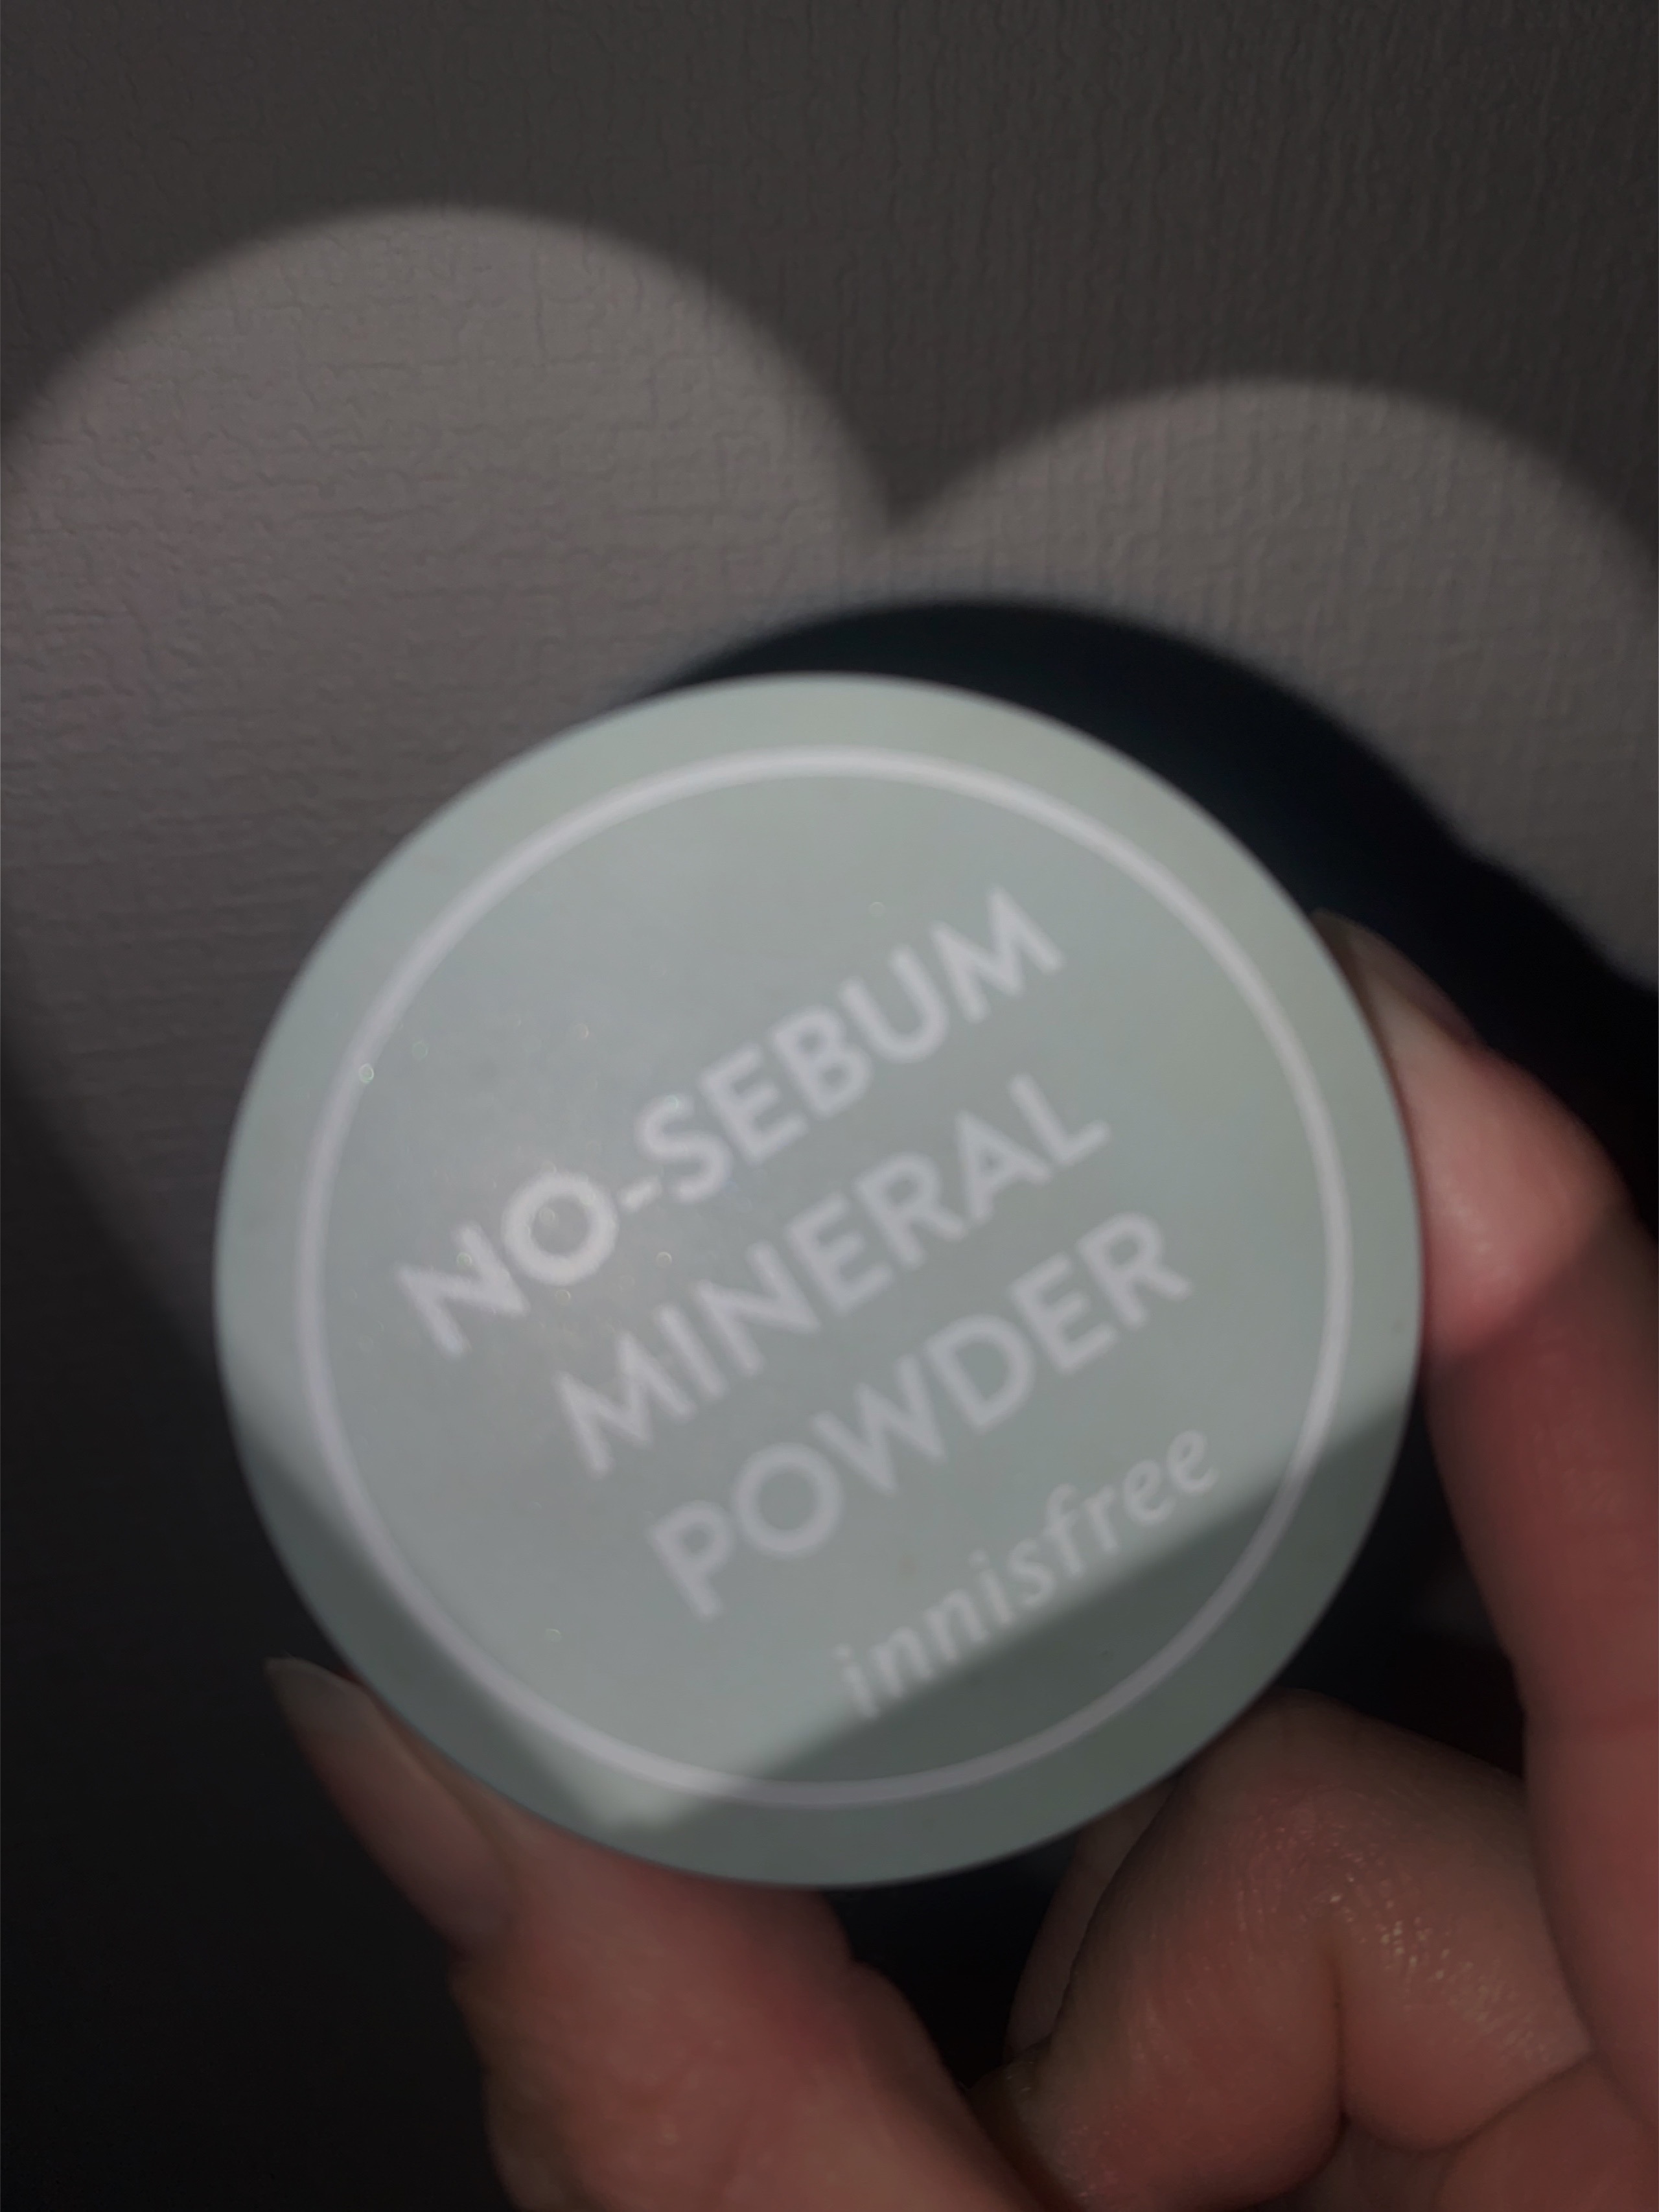 NO-SEBUM
MINERAL
POWDER
innisfree